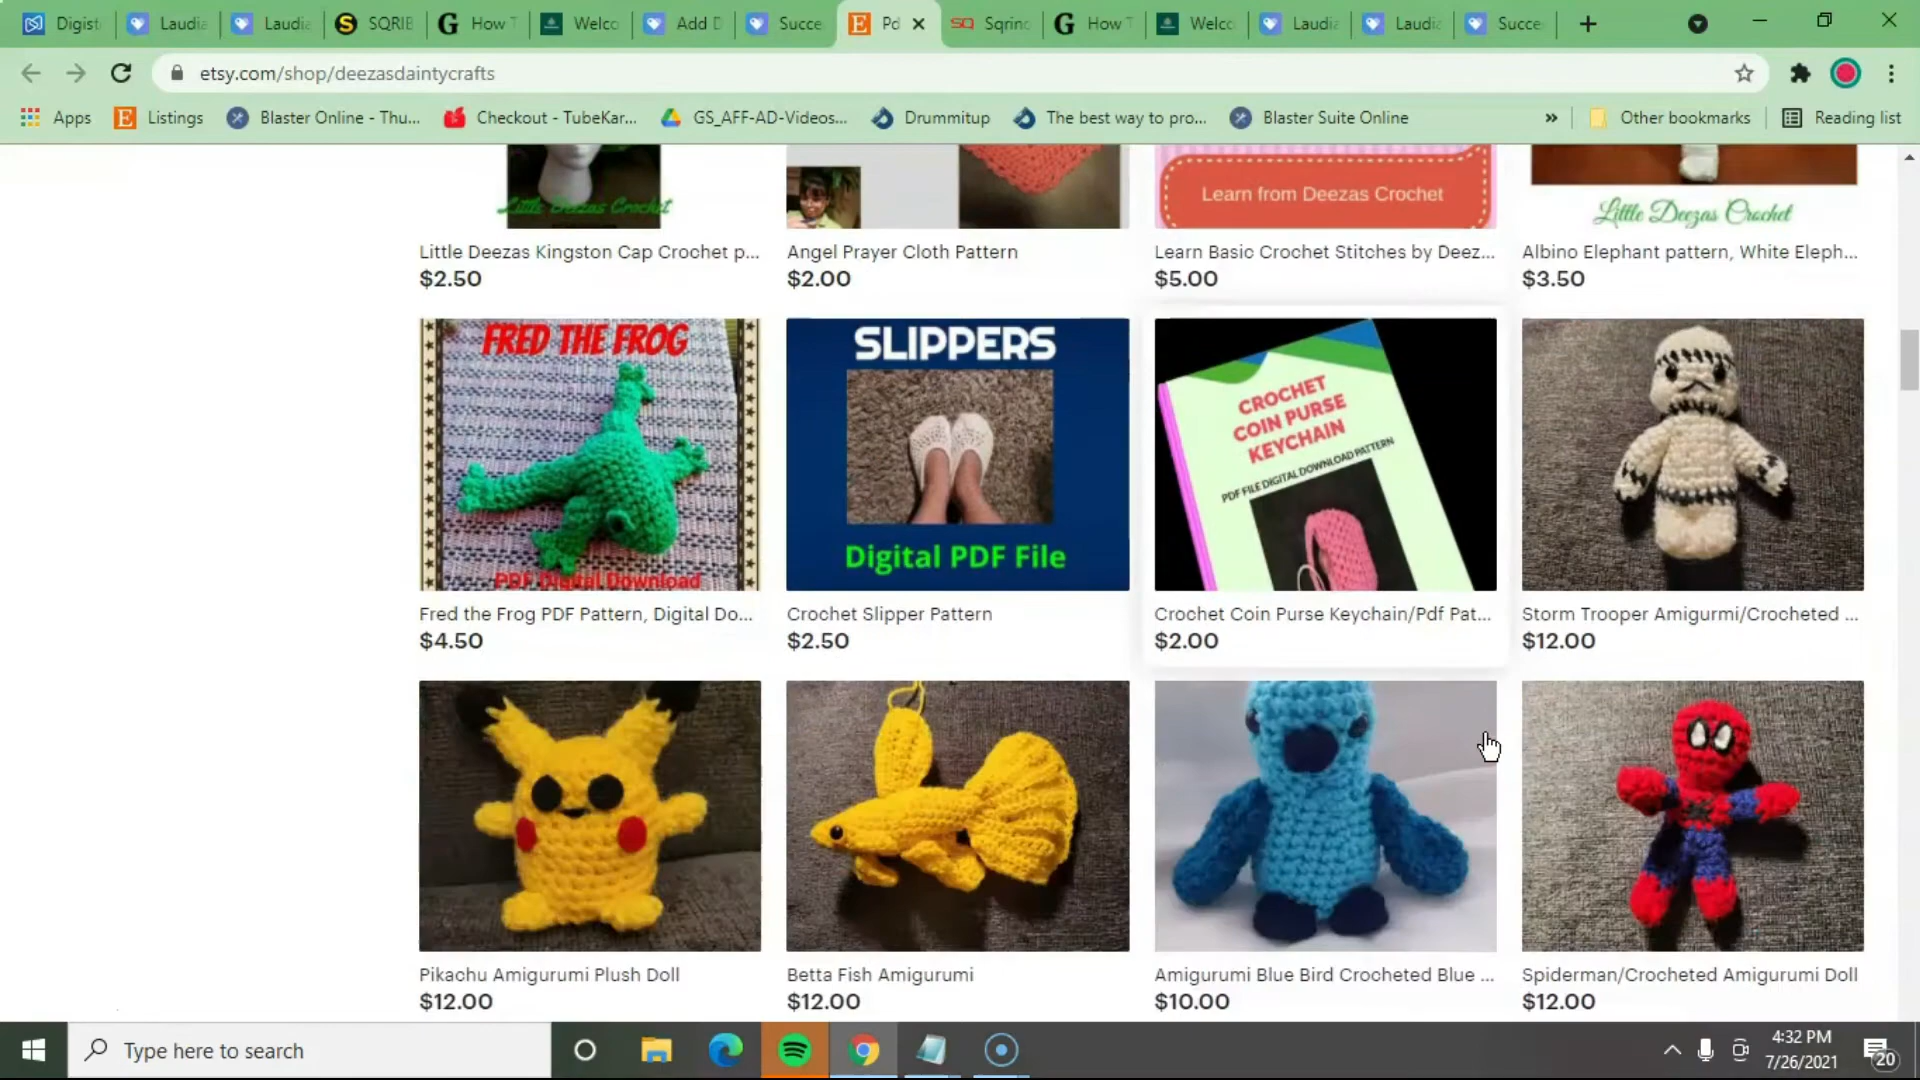 Digist
Laudia
Laudia
SQRIB
How T
Welco
Add D
Succe
Pd
Sqrind
How T
Welco
Laudia
Laudia
Succe
etsy.com/shop/deezasdaintycrafts
Apps
Listings
Blaster Online - Thu...
Checkout - TubeKar...
GS_AFF-AD-Videos...
Drummitup
The best way to pro...
Blaster Suite Online
»
Other bookmarks
Reading list
Little Deezas Crochet
Learn from Deezas Crochet
Little Deezas Crochet
Little Deezas Kingston Cap Crochet p...
$2.50
Angel Prayer Cloth Pattern
$2.00
Learn Basic Crochet Stitches by Deez...
$5.00
Albino Elephant pattern, White Eleph...
$3.50
FRED THE FROG
PDF Digital Download
SLIPPERS
Digital PDF File
CROCHET
COIN PURSE
KEYCHAIN
PDF FILE DIGITAL DOWNLOAD PATTERN
Fred the Frog PDF Pattern, Digital Do...
$4.50
Crochet Slipper Pattern
$2.50
Crochet Coin Purse Keychain/Pdf Pat...
$2.00
Storm Trooper Amigurmi/Crocheted ...
$12.00
Pikachu Amigurumi Plush Doll
$12.00
Betta Fish Amigurumi
$12.00
Amigurumi Blue Bird Crocheted Blue ...
$10.00
Spiderman/Crocheted Amigurumi Doll
$12.00
Type here to search
4:32 PM
7/26/2021
20